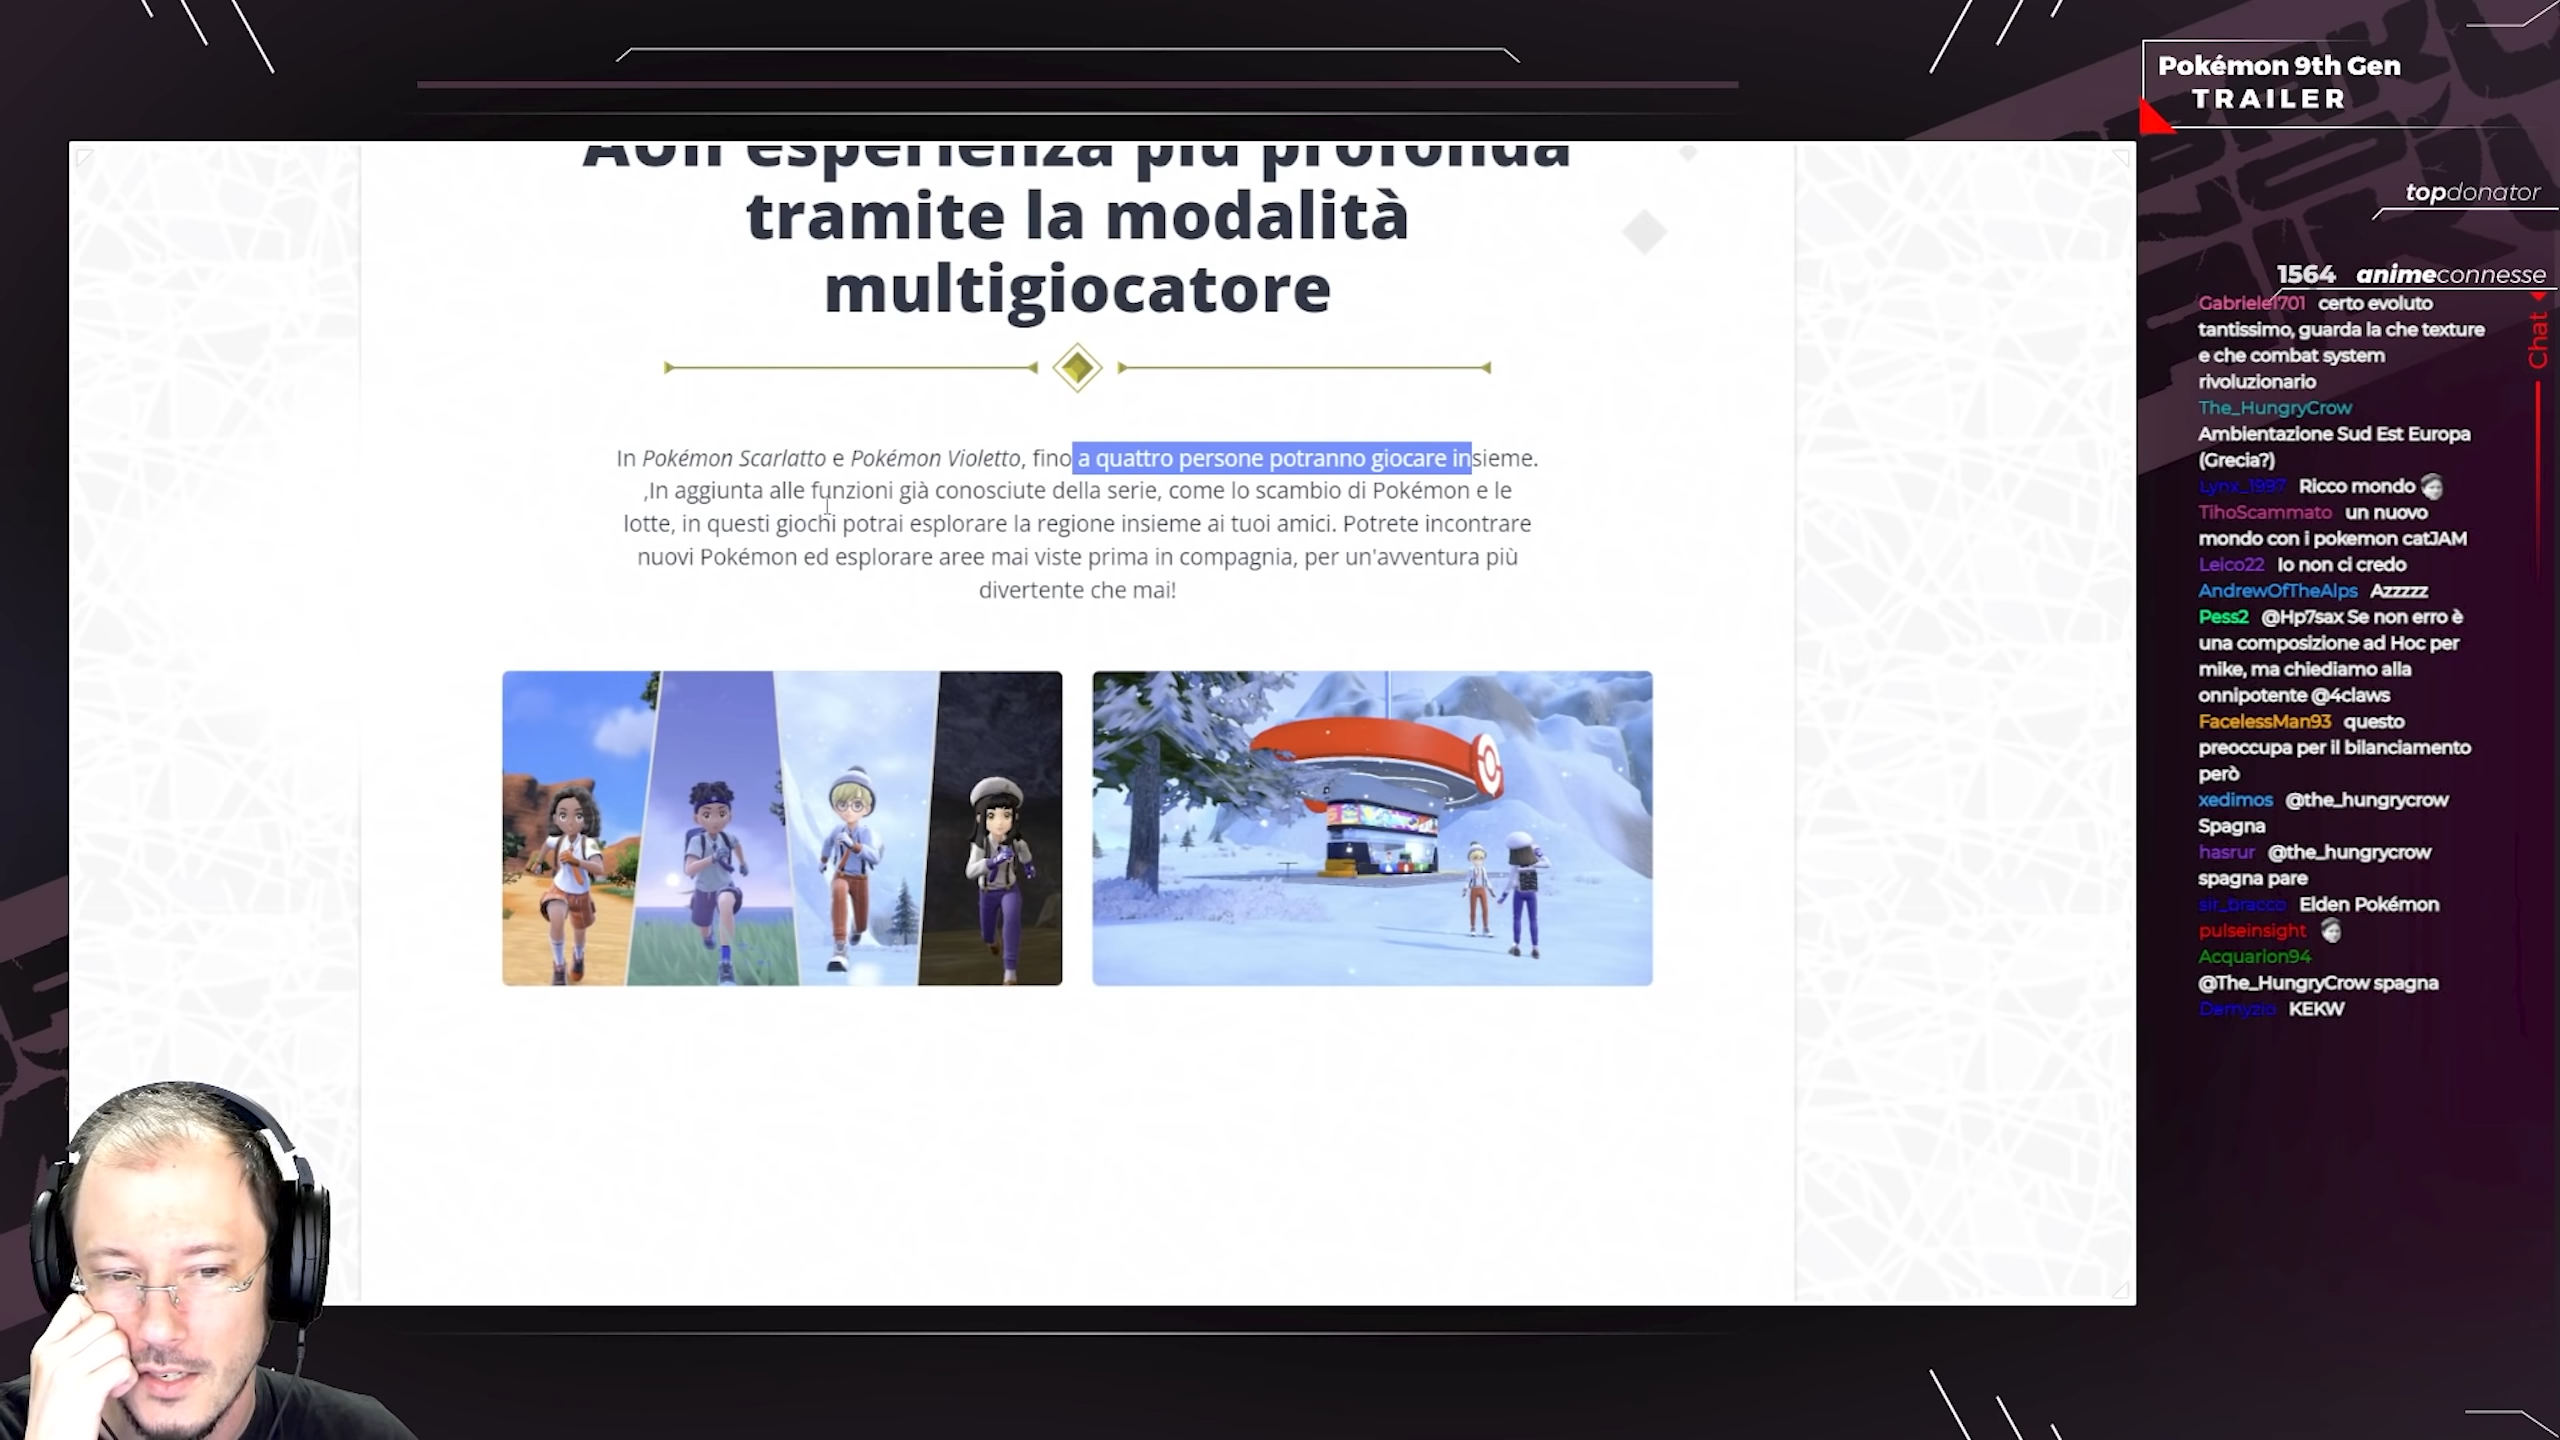 Pokémon 9th Gen
TRAILER
topdonator
1564 animeconnesse
Chat
tramite la modalità
multigiocatore
In Pokémon Scarlatto e Pokémon Violetto, fino a quattro persone potranno giocare insieme.
,In aggiunta alle funzioni già conosciute della serie, come lo scambio di Pokémon e le
lotte, in questi giochi potrai esplorare la regione insieme ai tuoi amici. Potrete incontrare
nuovi Pokémon ed esplorare aree mai viste prima in compagnia, per un'avventura più
divertente che mai!
Gabriele1701 certo evoluto
tantissimo, guarda la che texture
e che combat system
rivoluzionario
The_HungryCrow
Ambientazione Sud Est Europa
(Grecia?)
Lynx_1997 Ricco mondo
TihoScammato un nuovo
mondo con i pokemon catJAM
Leico22 Io non ci credo
AndrewOfTheAlps Azzzzz
Pess2 @Hp7sax Se non erro è
una composizione ad Hoc per
mike, ma chiediamo alla
onnipotente @4claws
FacelessMan93 questo
preoccupa per il bilanciamento
però
xedimos @the_hungrycrow
Spagna
hasrur @the_hungrycrow
spagna pare
sir_bracco Elden Pokémon
pulseinsight
Acquarion94
@The_HungryCrow spagna
Demyzio KEKW